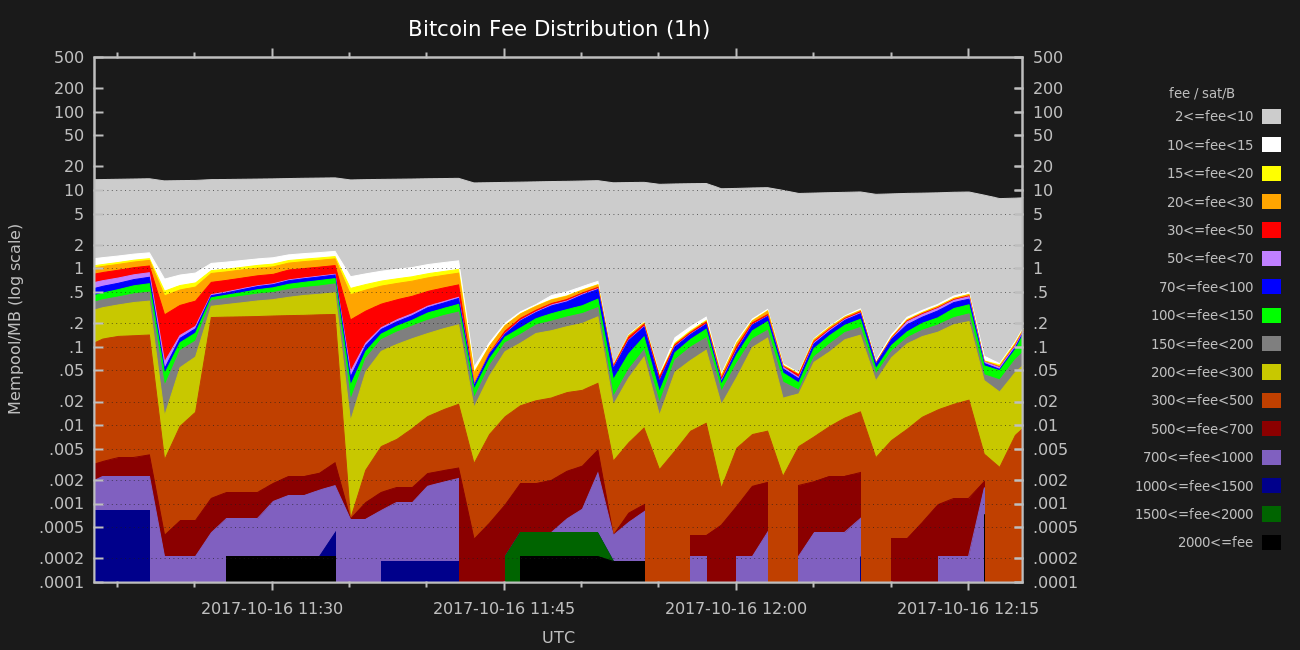 Bitcoin Fee Distribution (1h)
Mempool/MB (log scale)
500
200
100
50
20
10
5
2
1
.5
.2
.1
.05
.02
.01
.005
.002
.001
.0005
.0002
.0001
500
200
100
50
20
10
5
2
1
.5
.2
.1
.05
.02
.01
.005
.002
.001
.0005
.0002
.0001
2017-10-16 11:30
2017-10-16 11:45
2017-10-16 12:00
2017-10-16 12:15
UTC
fee / sat/B
2<=fee<10
10<=fee<15
15<=fee<20
20<=fee<30
30<=fee<50
50<=fee<70
70<=fee<100
100<=fee<150
150<=fee<200
200<=fee<300
300<=fee<500
500<=fee<700
700<=fee<1000
1000<=fee<1500
1500<=fee<2000
2000<=fee